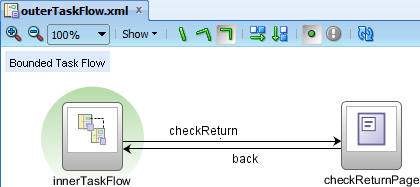 outerTaskFlow.xml
100% Show
Bounded Task Flow
checkReturn
back
innerTaskFlow
checkReturnPage